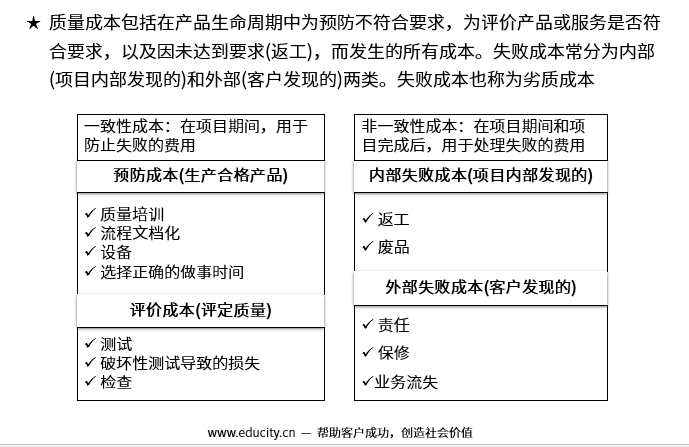 ★ 质量成本包括在产品生命周期中为预防不符合要求，为评价产品或服务是否符
合要求，以及因未达到要求(返工)，而发生的所有成本。失败成本常分为内部
(项目内部发现的)和外部(客户发现的)两类。失败成本也称为劣质成本
一致性成本：在项目期间，用于
防止失败的费用
预防成本(生产合格产品)
✓ 质量培训
✓ 流程文档化
✓ 设备
✓ 选择正确的做事时间
评价成本(评定质量)
✓ 测试
✓ 破坏性测试导致的损失
✓ 检查
非一致性成本：在项目期间和项
目完成后，用于处理失败的费用
内部失败成本(项目内部发现的)
✓ 返工
✓ 废品
外部失败成本(客户发现的)
✓ 责任
✓ 保修
✓业务流失
www.educity.cn — 帮助客户成功，创造社会价值